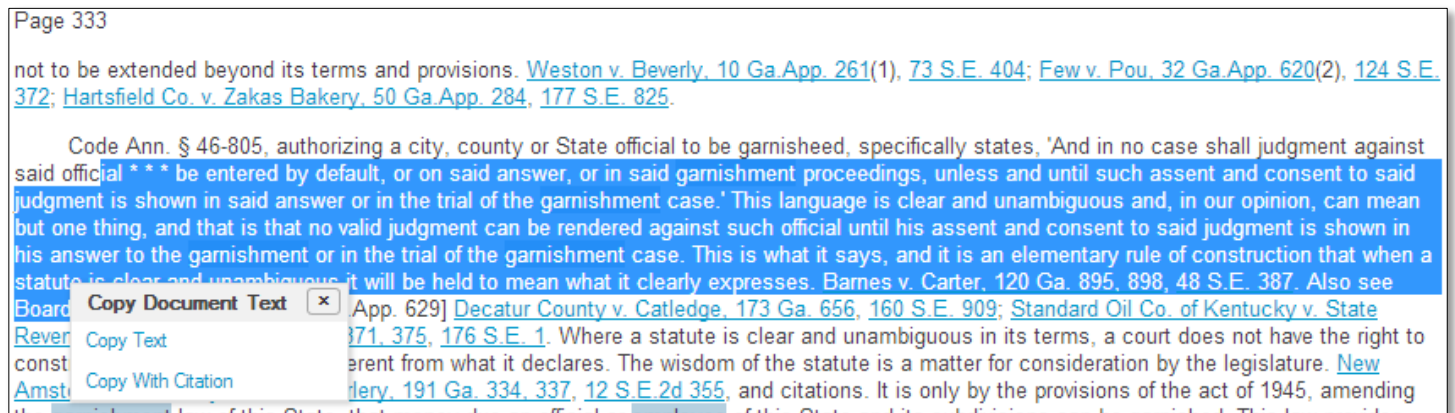 Page 333
not to be extended beyond its terms and provisions. Weston v. Beverly, 10 Ga.App. 261(1), 73 S.E. 404; Few v. Pou, 32 Ga.App. 620(2), 124 S.E.
372; Hartsfield Co. v. Zakas Bakery, 50 Ga.App. 284, 177 S.E. 825.
Code Ann. § 46-805, authorizing a city, county or State official to be garnisheed, specifically states, 'And in no case shall judgment against
said official * * * be entered by default, or on said answer, or in said garnishment proceedings, unless and until such assent and consent to said
judgment is shown in said answer or in the trial of the garnishment case.' This language is clear and unambiguous and, in our opinion, can mean
but one thing, and that is that no valid judgment can be rendered against such official until his assent and consent to said judgment is shown in
his answer to the garnishment or in the trial of the garnishment case. This is what it says, and it is an elementary rule of construction that when a
statute is clear and unambiguous it will be held to mean what it clearly expresses. Barnes v. Carter, 120 Ga. 895, 898, 48 S.E. 387. Also see
Board .App. 629] Decatur County v. Catledge, 173 Ga. 656, 160 S.E. 909; Standard Oil Co. of Kentucky v. State
371, 375, 176 S.E. 1. Where a statute is clear and unambiguous in its terms, a court does not have the right to
from what it declares. The wisdom of the statute is a matter for consideration by the legislature. New
191 Ga. 334, 337, 12 S.E.2d 355, and citations. It is only by the provisions of the act of 1945, amending
Copy Document Text ×
Copy Text
Copy With Citation